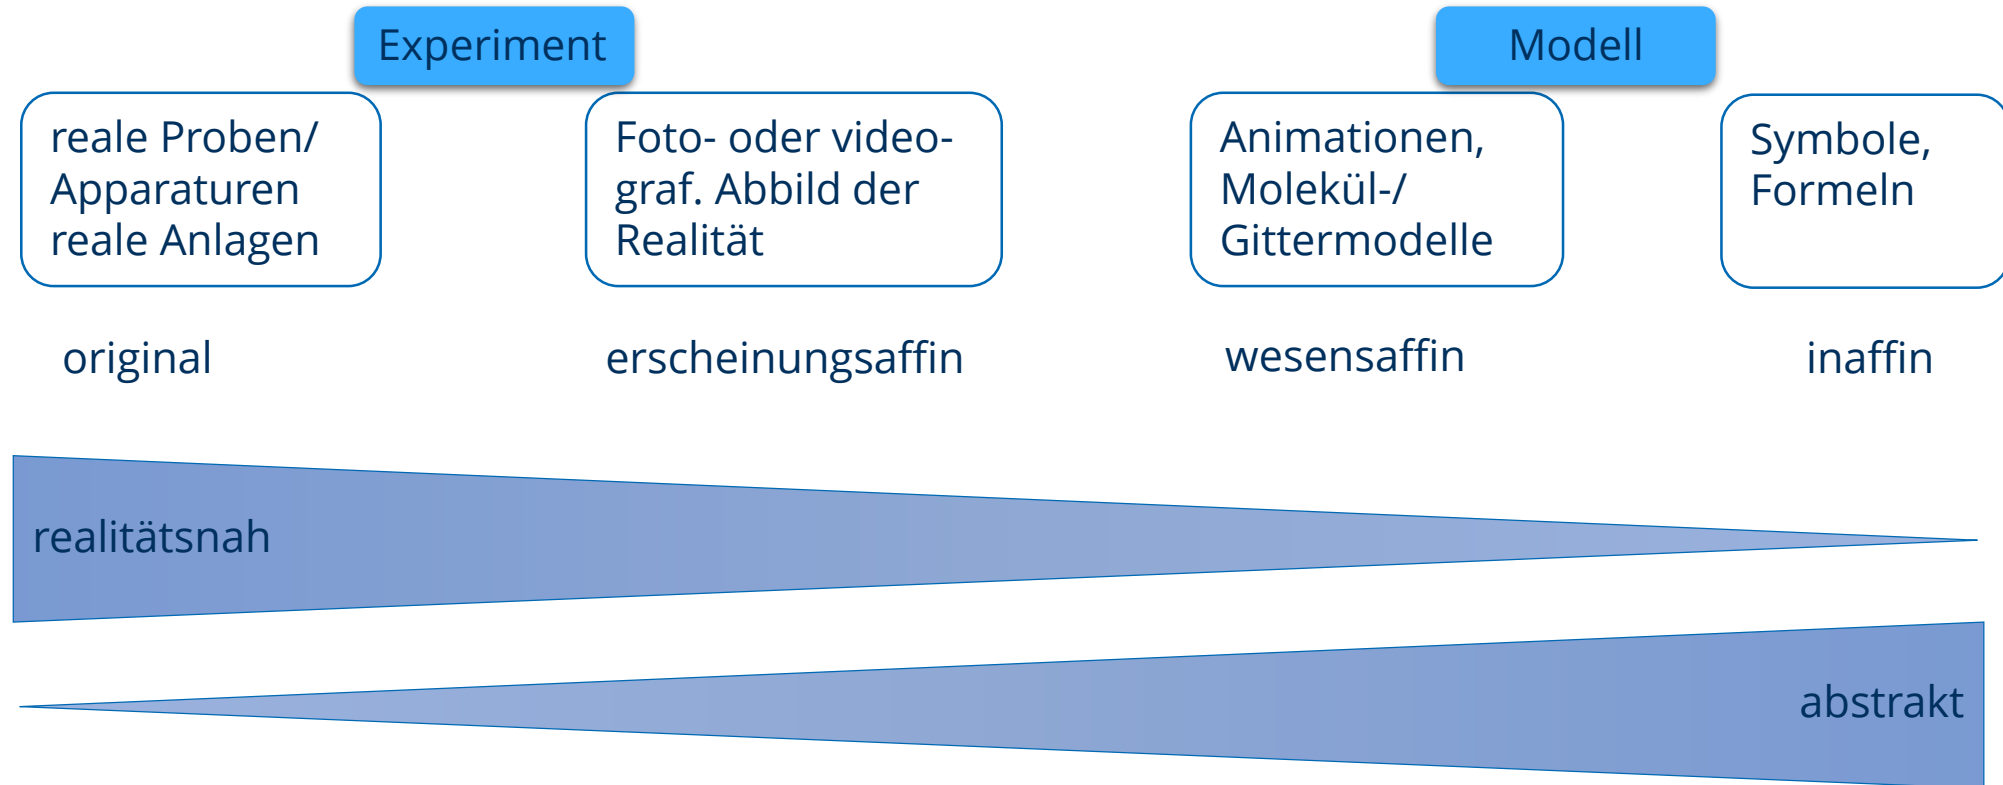 Experiment
Modell
reale Proben/
Apparaturen
reale Anlagen
Foto- oder video-
graf. Abbild der
Realität
Animationen,
Molekül-/
Gittermodelle
Symbole,
Formeln
original
erscheinungsaffin
wesensaffin
inaffin
realitätsnah
abstrakt